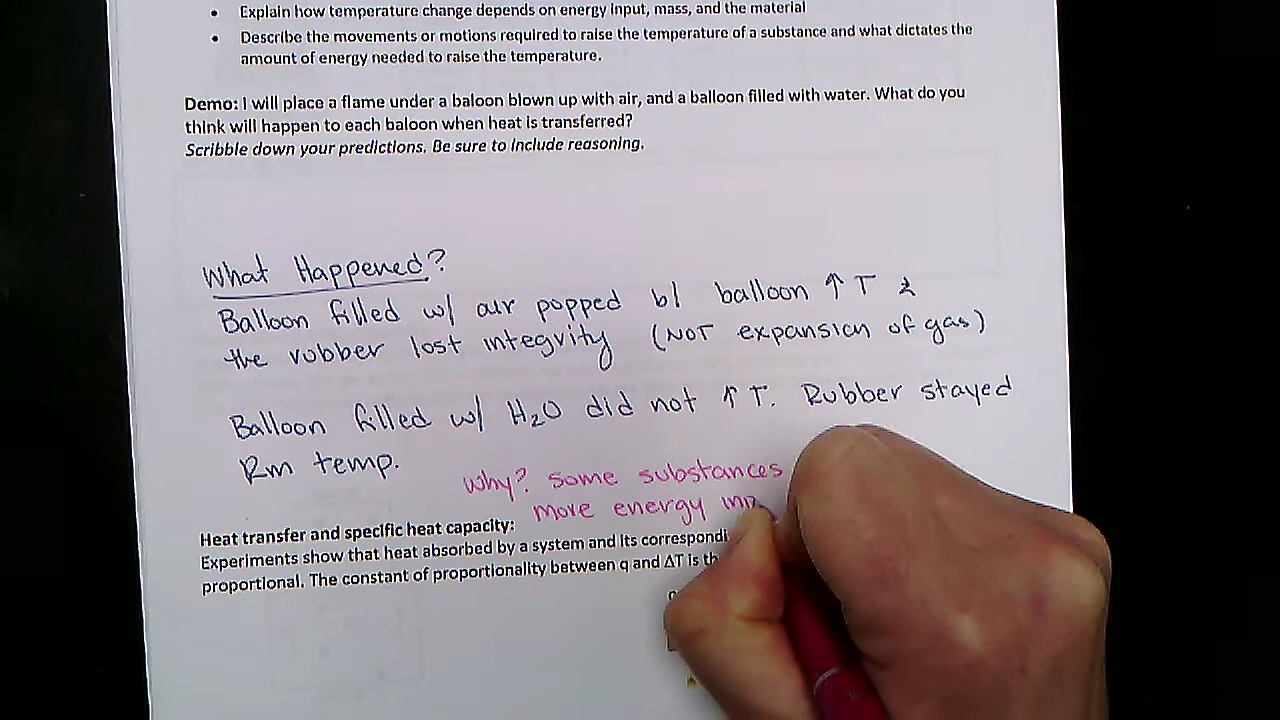 • Explain how temperature change depends on energy input, mass, and the material
• Describe the movements or motions required to raise the temperature of a substance and what dictates the
amount of energy needed to raise the temperature.
Demo: I will place a flame under a baloon blown up with air, and a balloon filled with water. What do you
think will happen to each baloon when heat is transferred?
Scribble down your predictions. Be sure to include reasoning.
What Happened?
Balloon filled w/ air popped b/ balloon ↑ T &
the rubber lost integrity (NOT expansion of gas)
Balloon filled w/ H₂O did not ↑ T. Rubber stayed
Rm temp.
Why? some substances
more energy
Heat transfer and specific heat capacity:
Experiments show that heat absorbed by a system and its
proportional. The constant of proportionality between q and ΔT is